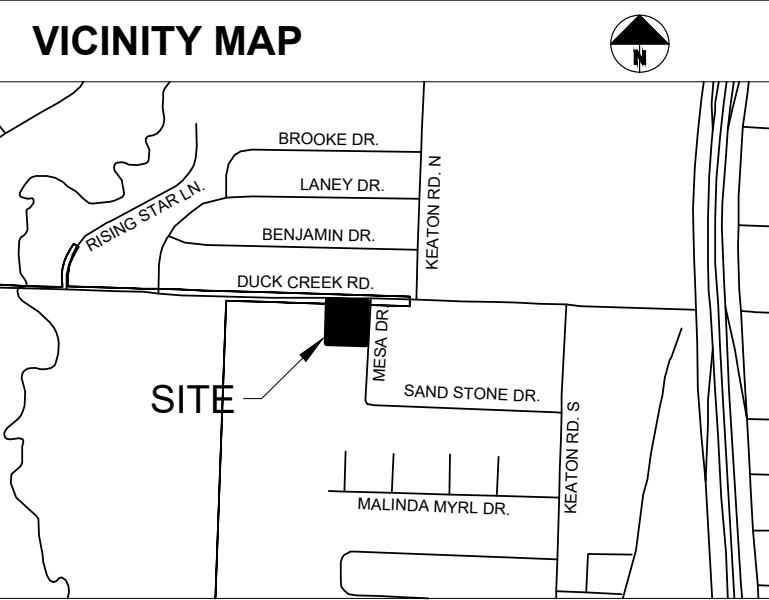 VICINITY MAP
N
BROOKE DR.
LANEY DR.
KEATON RD. N
RISING STAR LN.
BENJAMIN DR.
DUCK CREEK RD.
MESA DR.
SITE
SAND STONE DR.
KEATON RD. S
MALINDA MYRL DR.